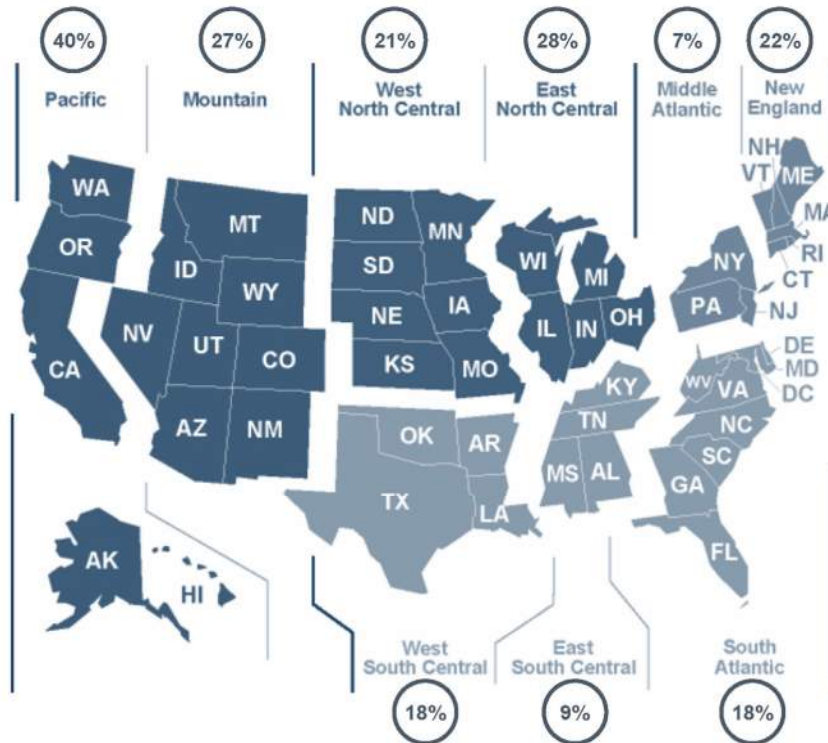 40%
27%
21%
28%
7%
22%
Pacific
Mountain
West
North Central
East
North Central
Middle
Atlantic
New
England
NH
VT
ME
MA
RI
CT
WA
OR
CA
MT
ID
WY
NV
UT
CO
AZ
NM
ND
SD
NE
KS
MN
IA
MO
WI
MI
IL
IN
OH
NY
PA
NJ
DE
MD
DC
WV
VA
KY
TN
NC
SC
OK
AR
TX
LA
MS
AL
GA
FL
AK
HI
West
South Central
East
South Central
South
Atlantic
18%
9%
18%